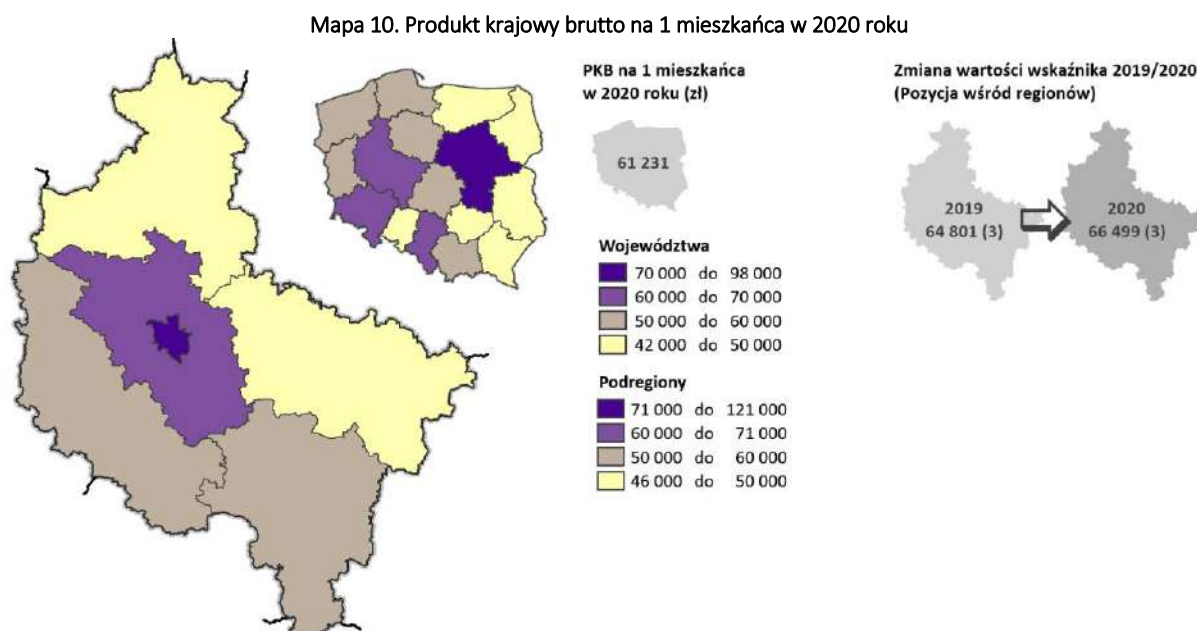 Mapa 10. Produkt krajowy brutto na 1 mieszkańca w 2020 roku
PKB na 1 mieszkańca
w 2020 roku (zł)
61 231
Województwa
70 000 do 98 000
60 000 do 70 000
50 000 do 60 000
42 000 do 50 000
Podregiony
71 000 do 121 000
60 000 do 71 000
50 000 do 60 000
46 000 do 50 000
Zmiana wartości wskaźnika 2019/2020
(Pozycja wśród regionów)
2019
64 801 (3)
2020
66 499 (3)